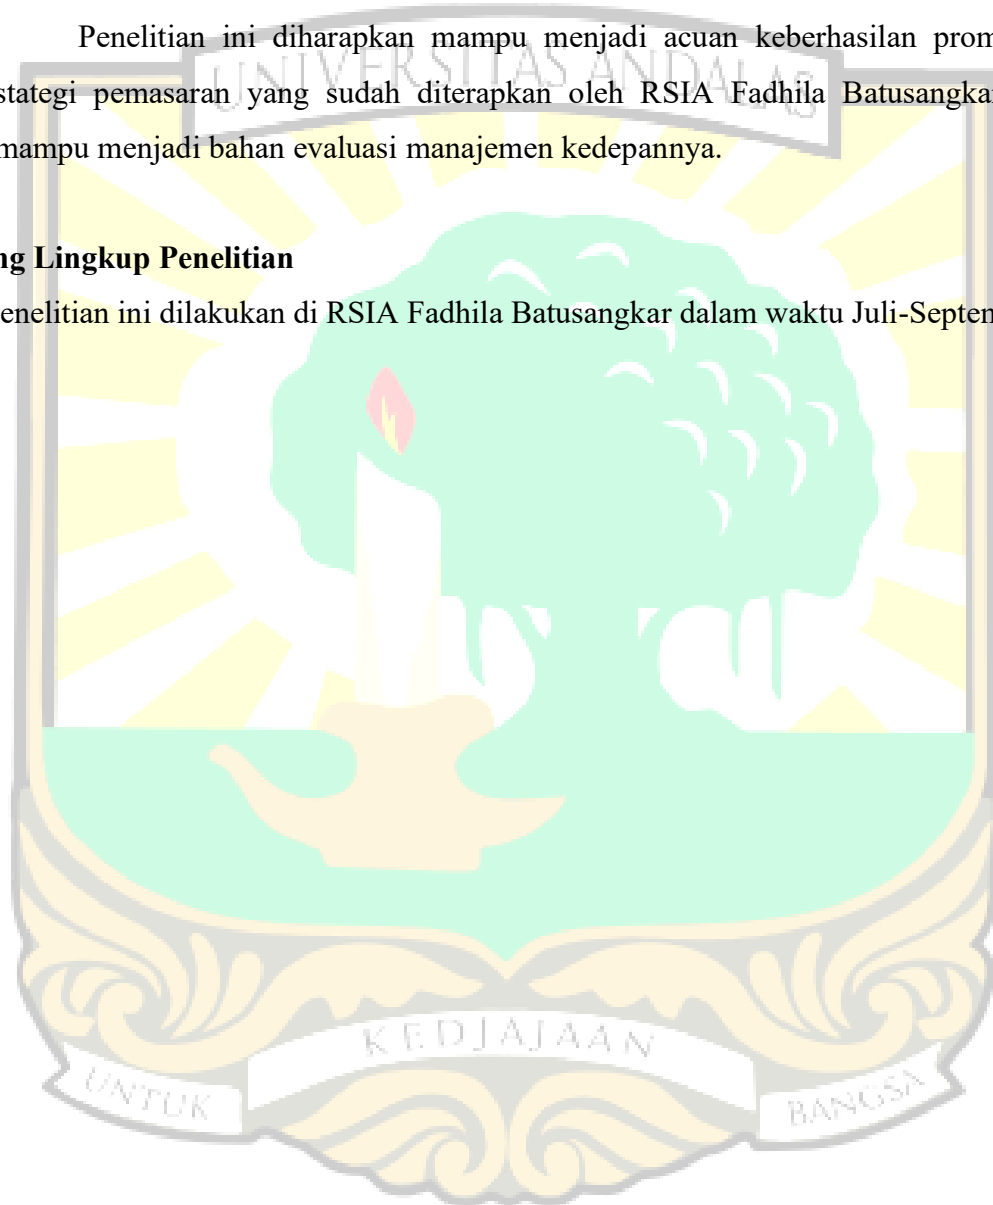 Penelitian ini diharapkan mampu menjadi acuan keberhasilan prom
stategi pemasaran yang sudah diterapkan oleh RSIA Fadhila Batusangkar
mampu menjadi bahan evaluasi manajemen kedepannya.
ng Lingkup Penelitian
enelitian ini dilakukan di RSIA Fadhila Batusangkar dalam waktu Juli-Septem
UNIVERSITAS ANDALAS
KEDJAJAAN
UNTUK
BANGSA